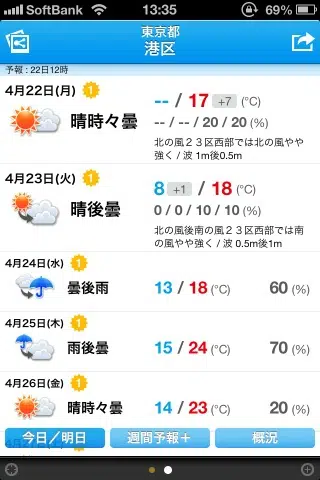 SoftBank 13:35 69%
東京都
港区
予報：22日12時
4月22日(月) 1
晴時々曇
-- / 17 +7 (℃)
-- / -- / 20 / 20 (%)
北の風２３区西部では北の風やや
強く / 波 1m後0.5m
4月23日(火) 1
晴後曇
8 +1 / 18 (℃)
0 / 0 / 10 / 10 (%)
北の風後南の風２３区西部では南
の風やや強く / 波 0.5m後1m
4月24日(水) 1
曇後雨
13 / 18 (℃) 60 (%)
4月25日(木) 1
雨後曇
15 / 24 (℃) 70 (%)
4月26日(金) 1
晴時々曇
14 / 23 (℃) 20 (%)
今日／明日 週間予報＋ 概況